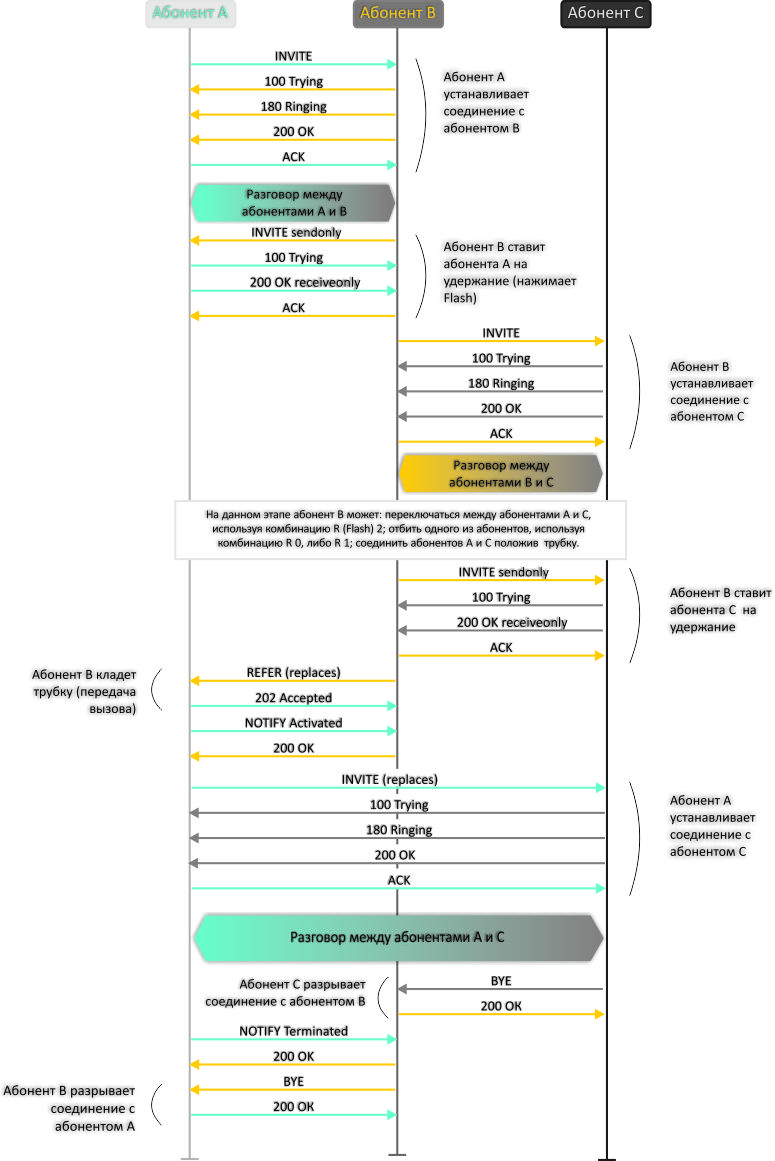 Абонент A
Абонент B
Абонент C
INVITE
100 Trying
180 Ringing
200 OK
ACK
Абонент А
устанавливает
соединение с
абонентом B
Разговор между
абонентами А и В
INVITE sendonly
100 Trying
200 OK receiveonly
ACK
Абонент B ставит
абонента А на
удержание (нажимает
Flash)
INVITE
100 Trying
180 Ringing
200 OK
ACK
Абонент B
устанавливает
соединение с
абонентом C
Разговор между
абонентами В и С
На данном этапе абонент В может: переключаться между абонентами А и С,
используя комбинацию R (Flash) 2; отбить одного из абонентов, используя
комбинацию R 0, либо R 1; соединить абонентов А и С положив  трубку.
INVITE sendonly
100 Trying
200 OK receiveonly
ACK
Абонент B ставит
абонента С  на
удержание
Абонент В кладет
трубку (передача
вызова)
REFER (replaces)
202 Accepted
NOTIFY Activated
200 OK
INVITE (replaces)
100 Trying
180 Ringing
200 OK
ACK
Абонент A
устанавливает
соединение с
абонентом C
Разговор между абонентами А и С
Абонент С разрывает
соединение с абонентом В
BYE
200 OK
NOTIFY Terminated
200 OK
BYE
200 OK
Абонент В разрывает
соединение с
абонентом А